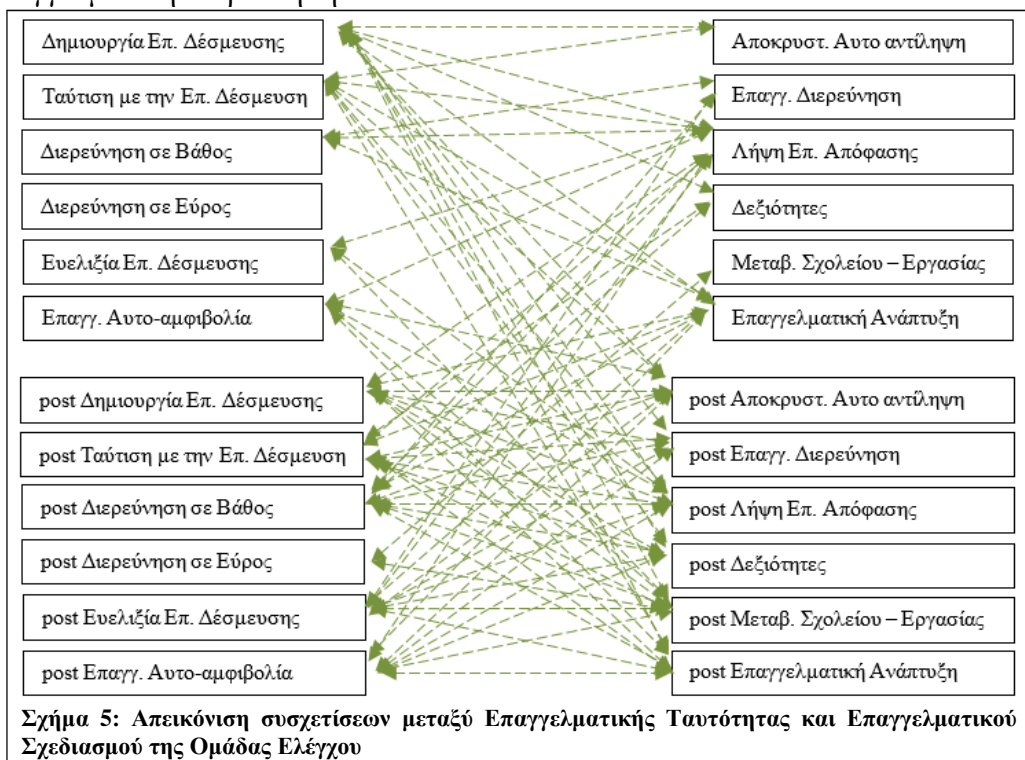 Δημιουργία Επ. Δέσμευσης
Αποκρυστ. Αυτο αντίληψη
Ταύτιση με την Επ. Δέσμευση
Επαγγ. Διερεύνηση
Διερεύνηση σε Βάθος
Λήψη Επ. Απόφασης
Διερεύνηση σε Εύρος
Δεξιότητες
Ευελιξία Επ. Δέσμευσης
Μεταβ. Σχολείου – Εργασίας
Επαγγ. Αυτο-αμφιβολία
Επαγγελματική Ανάπτυξη
post Δημιουργία Επ. Δέσμευσης
post Αποκρυστ. Αυτο αντίληψη
post Ταύτιση με την Επ. Δέσμευση
post Επαγγ. Διερεύνηση
post Διερεύνηση σε Βάθος
post Λήψη Επ. Απόφασης
post Διερεύνηση σε Εύρος
post Δεξιότητες
post Ευελιξία Επ. Δέσμευσης
post Μεταβ. Σχολείου – Εργασίας
post Επαγγ. Αυτο-αμφιβολία
post Επαγγελματική Ανάπτυξη
Σχήμα 5: Απεικόνιση συσχετίσεων μεταξύ Επαγγελματικής Ταυτότητας και Επαγγελματικού
Σχεδιασμού της Ομάδας Ελέγχου